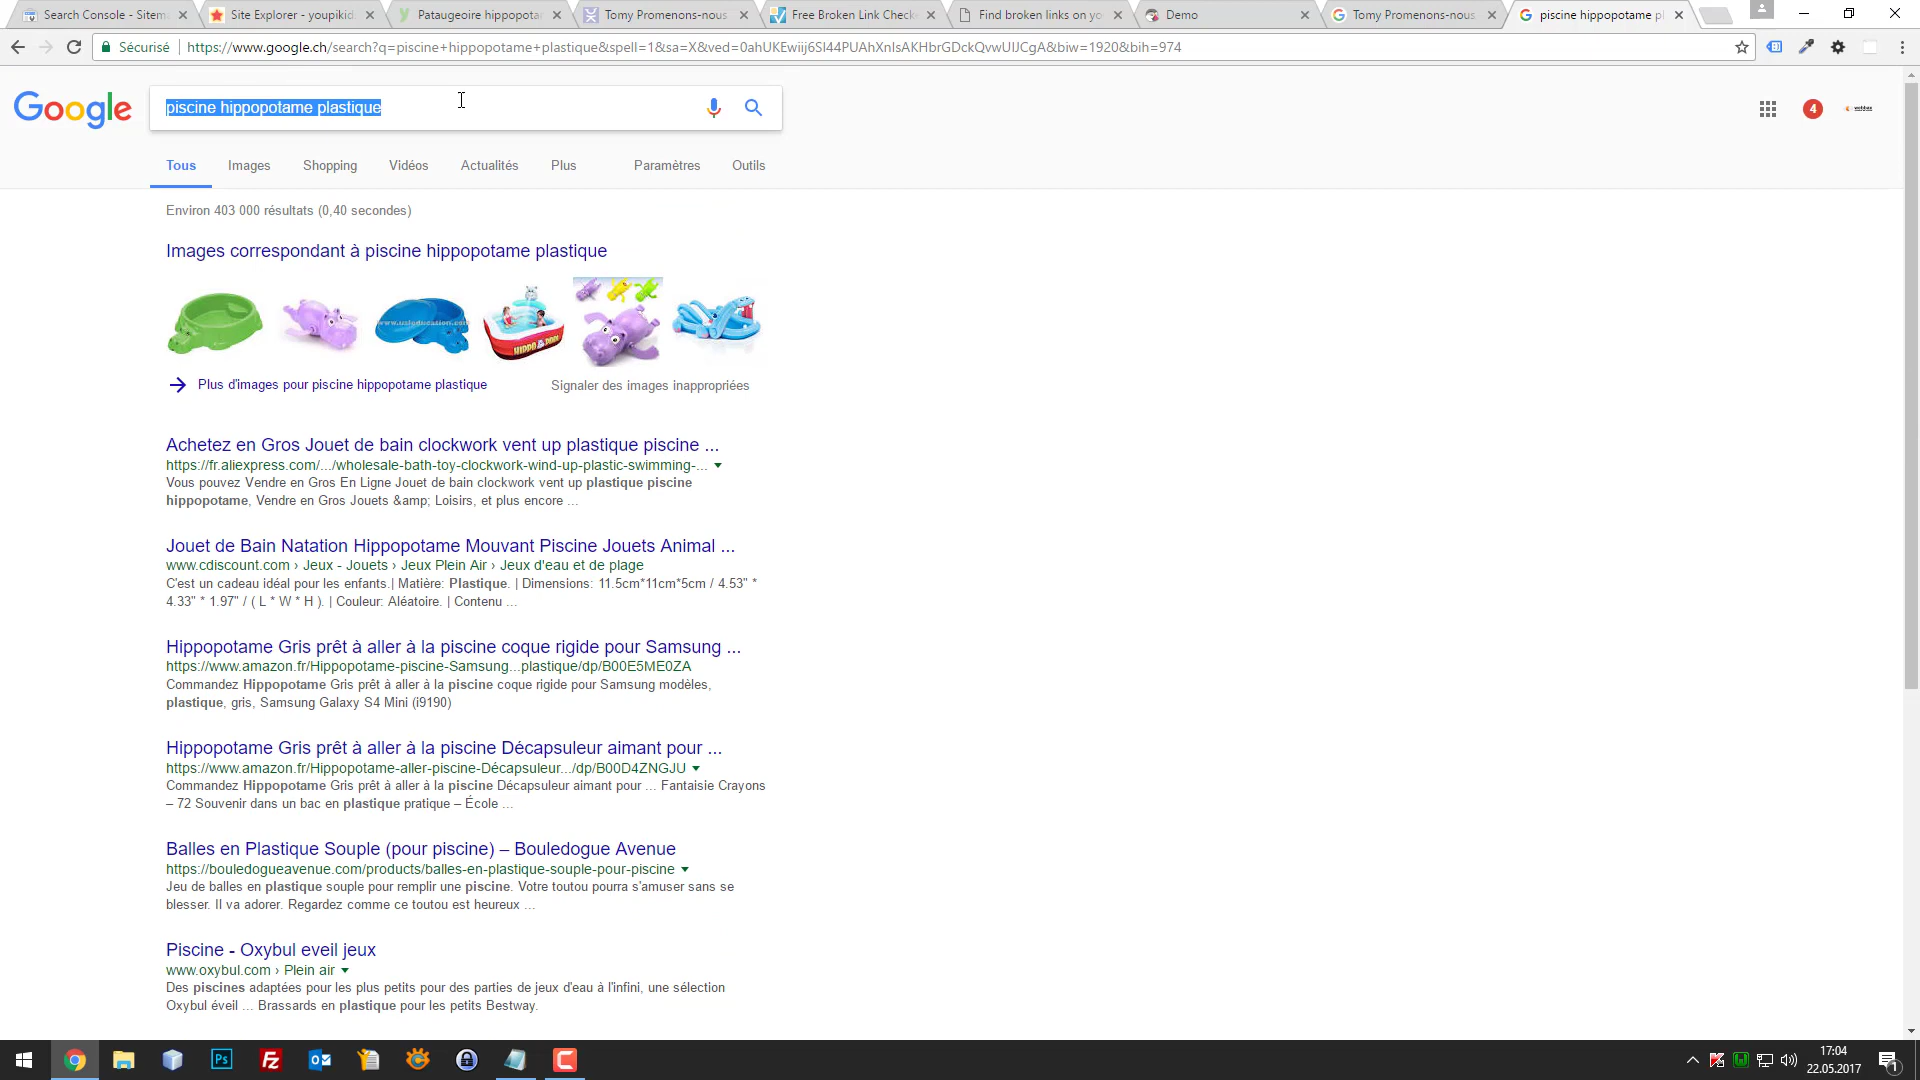 Search Console - Sitem
Site Explorer - youpikid
Pataugeoire hippopotar
Tomy Promenons-nous
Free Broken Link Check
Find broken links on yo
Demo
Tomy Promenons-nous
piscine hippopotame pl
Sécurisé
https://www.google.ch/search?q=piscine+hippopotame+plastique&spell=1&sa=X&ved=0ahUKEwiij6Sl44PUAhXnIsAKHbrGDckQvwUIJCgA&biw=1920&bih=974
Google
piscine hippopotame plastique
4
Tous
Images
Shopping
Vidéos
Actualités
Plus
Paramètres
Outils
Environ 403 000 résultats (0,40 secondes)
Images correspondant à piscine hippopotame plastique
HIPPO POOL
Plus d'images pour piscine hippopotame plastique
Signaler des images inappropriées
Achetez en Gros Jouet de bain clockwork vent up plastique piscine ...
https://fr.aliexpress.com/.../wholesale-bath-toy-clockwork-wind-up-plastic-swimming-...
Vous pouvez Vendre en Gros En Ligne Jouet de bain clockwork vent up plastique piscine
hippopotame, Vendre en Gros Jouets &amp; Loisirs, et plus encore ...
Jouet de Bain Natation Hippopotame Mouvant Piscine Jouets Animal ...
www.cdiscount.com › Jeux - Jouets › Jeux Plein Air › Jeux d'eau et de plage
C'est un cadeau idéal pour les enfants.| Matière: Plastique. | Dimensions: 11.5cm*11cm*5cm / 4.53" *
4.33" * 1.97" / ( L * W * H ). | Couleur: Aléatoire. | Contenu ...
Hippopotame Gris prêt à aller à la piscine coque rigide pour Samsung ...
https://www.amazon.fr/Hippopotame-piscine-Samsung...plastique/dp/B00E5ME0ZA
Commandez Hippopotame Gris prêt à aller à la piscine coque rigide pour Samsung modèles,
plastique, gris, Samsung Galaxy S4 Mini (i9190)
Hippopotame Gris prêt à aller à la piscine Décapsuleur aimant pour ...
https://www.amazon.fr/Hippopotame-aller-piscine-Décapsuleur.../dp/B00D4ZNGJU
Commandez Hippopotame Gris prêt à aller à la piscine Décapsuleur aimant pour ... Fantaisie Crayons
– 72 Souvenir dans un bac en plastique pratique – École ...
Balles en Plastique Souple (pour piscine) – Bouledogue Avenue
https://bouledogueavenue.com/products/balles-en-plastique-souple-pour-piscine
Jeu de balles en plastique souple pour remplir une piscine. Votre toutou pourra s'amuser sans se
blesser. Il va adorer. Regardez comme ce toutou est heureux ...
Piscine - Oxybul eveil jeux
www.oxybul.com › Plein air
Des piscines adaptées pour les plus petits pour des parties de jeux d'eau à l'infini, une sélection
Oxybul éveil ... Brassards en plastique pour les petits Bestway.
17:04
22.05.2017
1